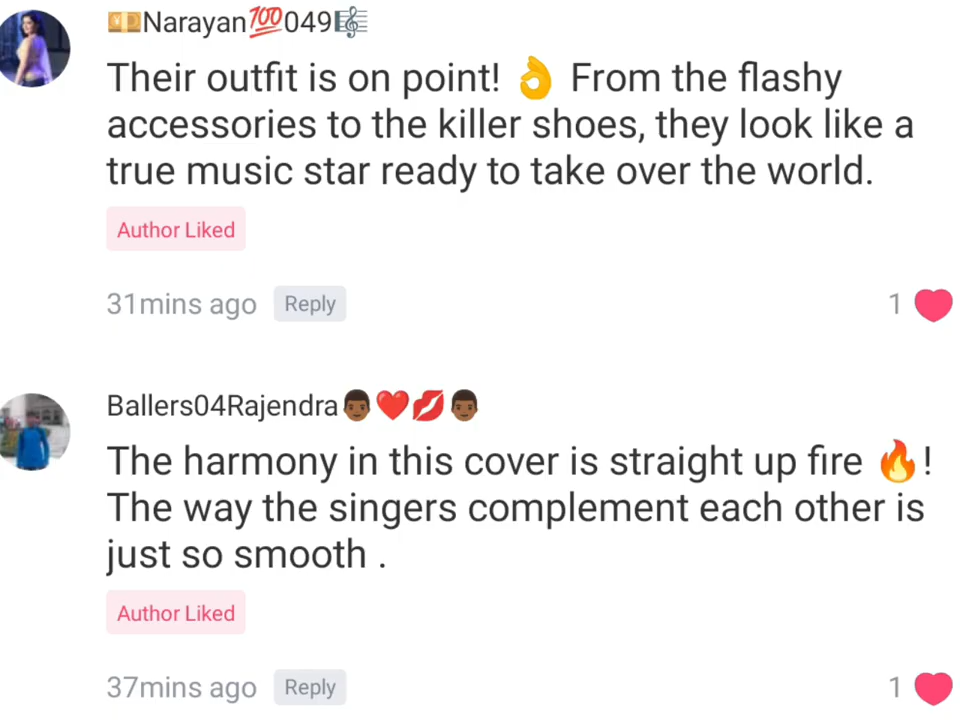 💴Narayan💯049🎼
Their outfit is on point! 👌 From the flashy
accessories to the killer shoes, they look like a
true music star ready to take over the world.
Author Liked
31mins ago Reply 1
Ballers04Rajendra👨🏾❤️💋👨🏾
The harmony in this cover is straight up fire 🔥!
The way the singers complement each other is
just so smooth .
Author Liked
37mins ago Reply 1